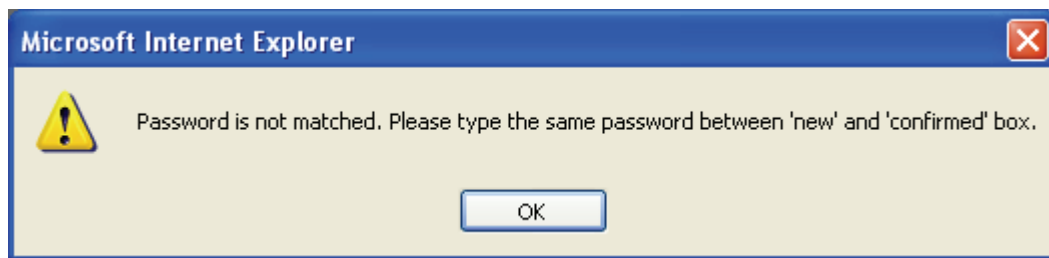 Microsoft Internet Explorer
Password is not matched. Please type the same password between 'new' and 'confirmed' box.
OK